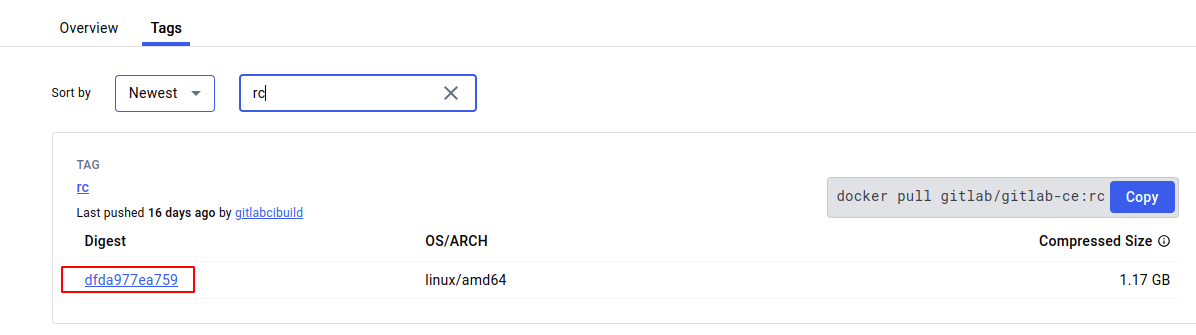 Overview Tags
Sort by Newest rc
TAG
rc
Last pushed 16 days ago by gitlabcibuild
docker pull gitlab/gitlab-ce:rc Copy
Digest OS/ARCH Compressed Size
dfda977ea759 linux/amd64 1.17 GB